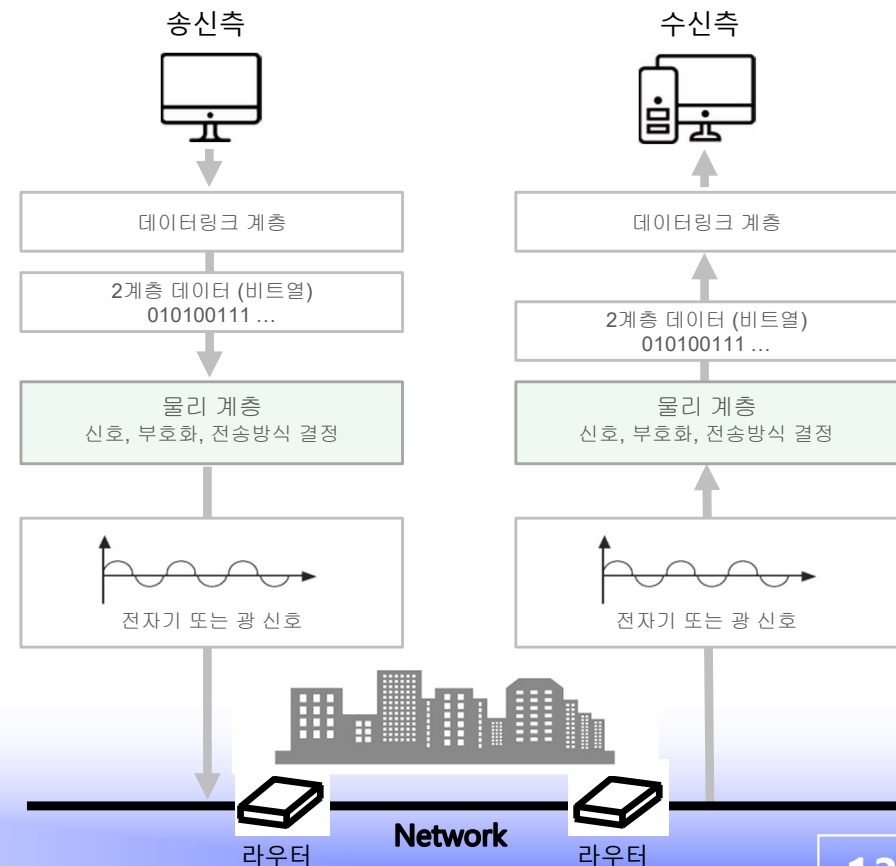 송신측
데이터링크 계층
2계층 데이터 (비트열)
010100111 …
물리 계층
신호, 부호화, 전송방식 결정
전자기 또는 광 신호
수신측
데이터링크 계층
2계층 데이터 (비트열)
010100111 …
물리 계층
신호, 부호화, 전송방식 결정
전자기 또는 광 신호
라우터
Network
라우터